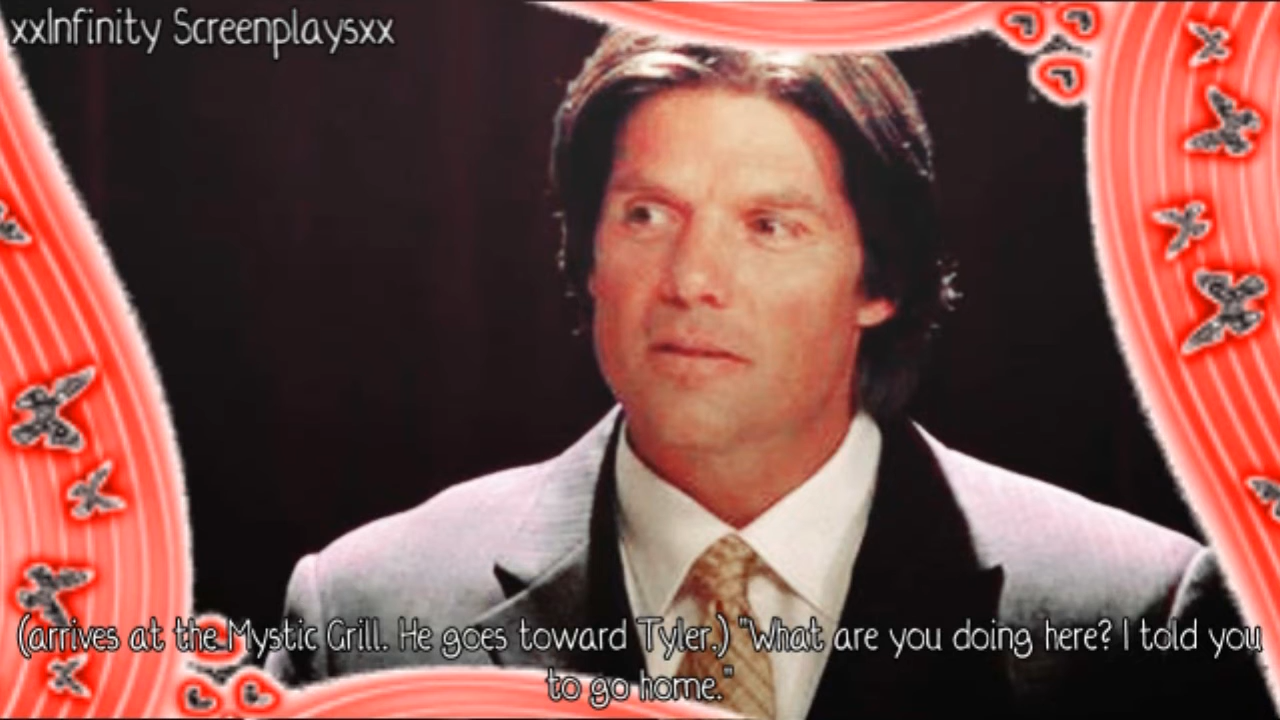 xxInfinity Screenplaysxx
(arrives at the Mystic Grill. He goes toward Tyler.) "What are you doing here? I told you
to go home."